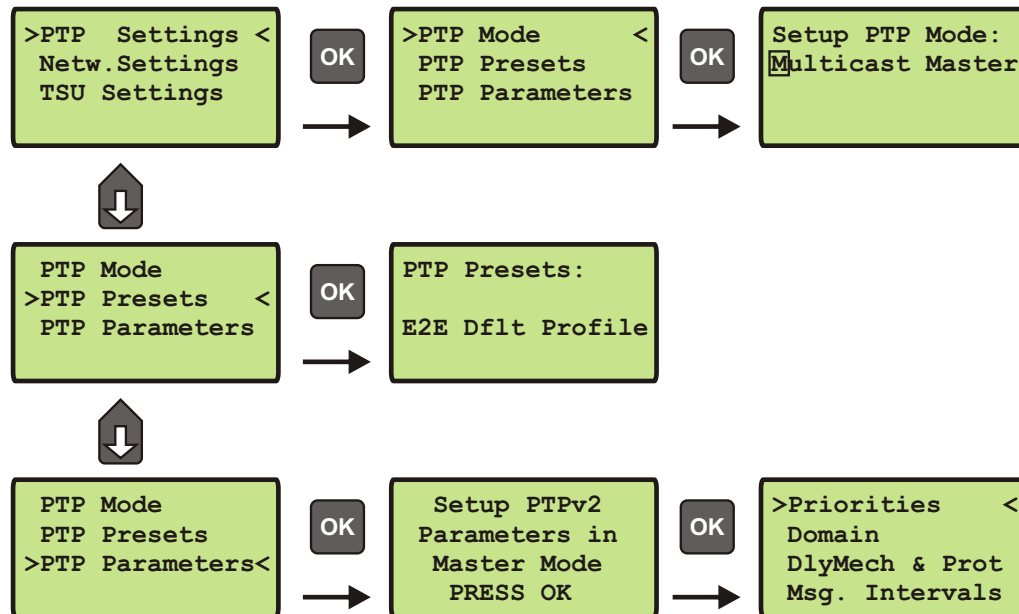 >PTP  Settings <
Netw.Settings
TSU Settings
OK
>PTP Mode <
PTP Presets
PTP Parameters
OK
Setup PTP Mode:
Multicast Master
PTP Mode
>PTP Presets <
PTP Parameters
OK
PTP Presets:
E2E Dflt Profile
PTP Mode
PTP Presets
>PTP Parameters<
OK
Setup PTPv2
Parameters in
Master Mode
PRESS OK
OK
>Priorities <
Domain
DlyMech & Prot
Msg. Intervals